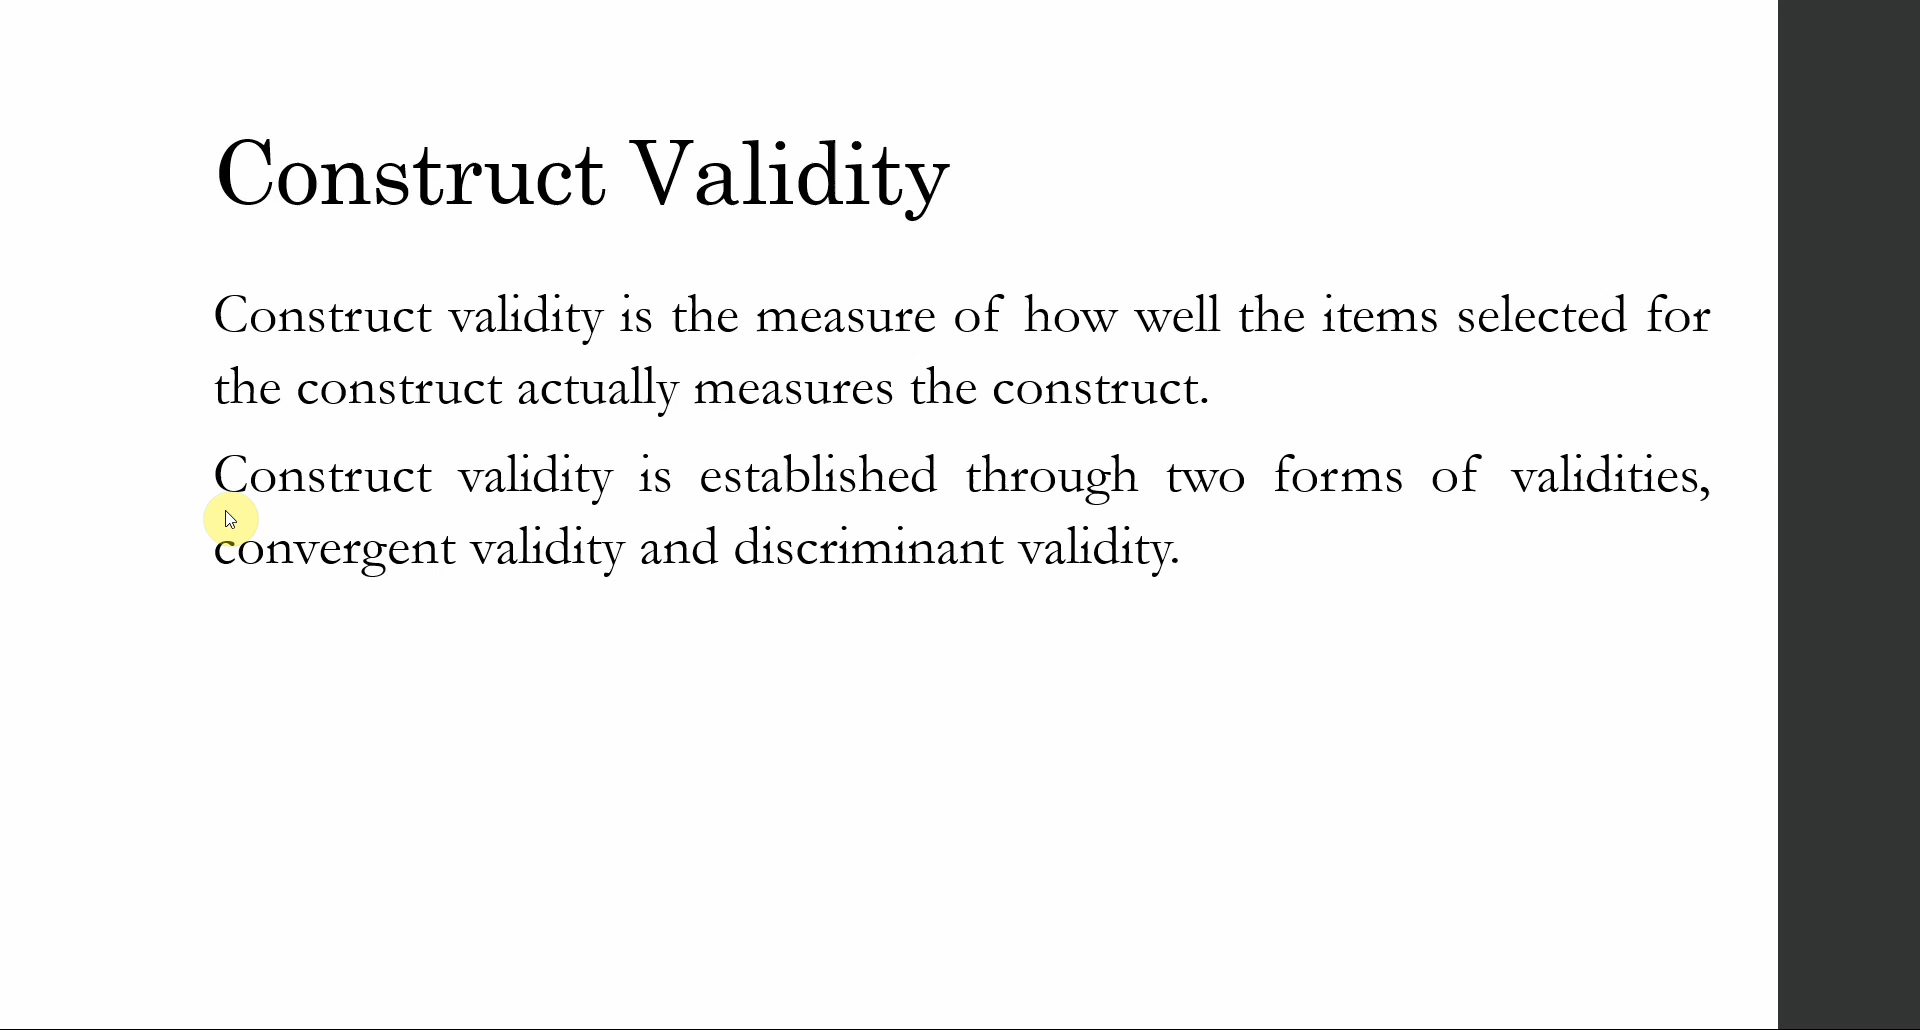 Construct Validity
Construct validity is the measure of how well the items selected for
the construct actually measures the construct.
Construct validity is established through two forms of validities,
convergent validity and discriminant validity.